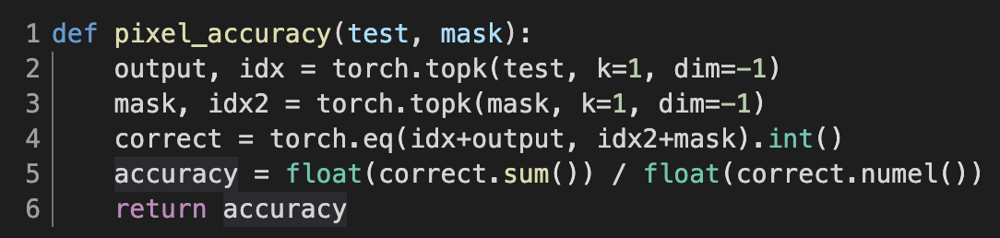 1 def pixel_accuracy(test, mask):
2 output, idx = torch.topk(test, k=1, dim=-1)
3 mask, idx2 = torch.topk(mask, k=1, dim=-1)
4 correct = torch.eq(idx+output, idx2+mask).int()
5 accuracy = float(correct.sum()) / float(correct.numel())
6 return accuracy